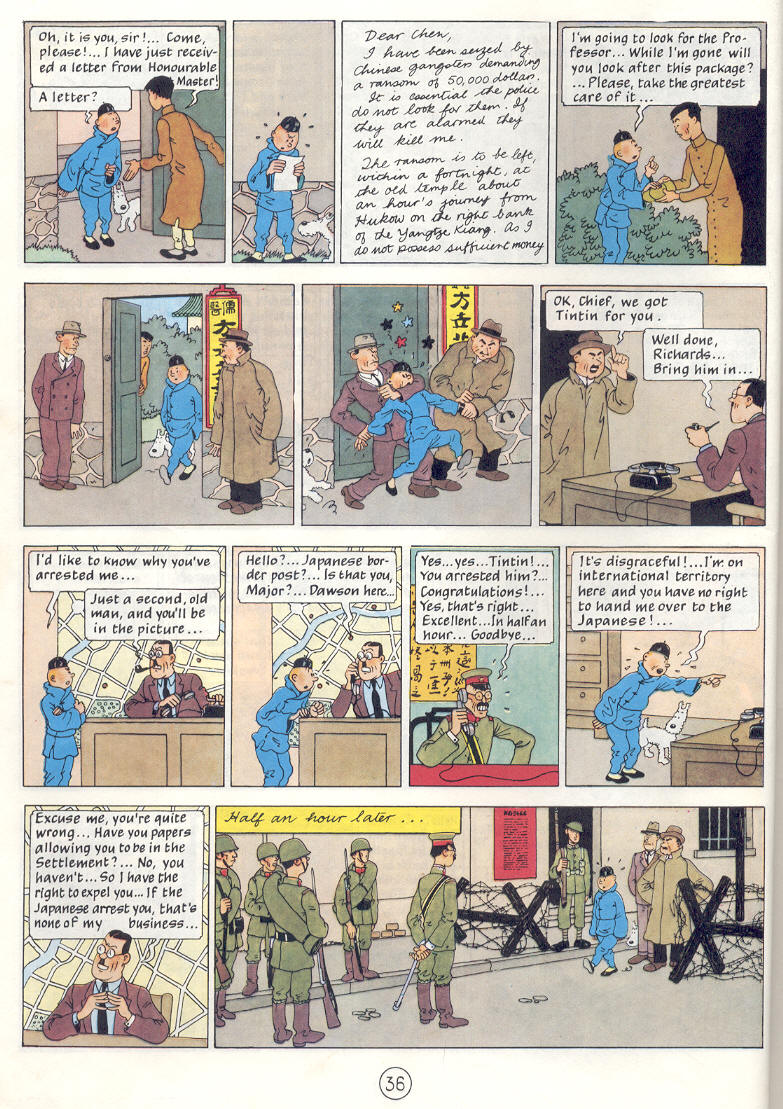 Oh, it is you, sir!... Come,
please!... I have just receiv-
ed a letter from Honourable
Master!
A letter?
Dear Chen,
I have been seized by
Chinese gangsters demanding
a ransom of 50,000 dollars.
It is essential the police
do not look for them. If
they are alarmed they
will kill me.
The ransom is to be left,
within a fortnight, at
the old temple about
an hour's journey from
Hukow on the right bank
of the Yangtze Kiang. As I
do not possess sufficient money
I'm going to look for the Pro-
fessor... While I'm gone will
you look after this package?
... Please, take the greatest
care of it...
儒
醫
方
立
方
立
OK, Chief, we got
Tintin for you.
Well done,
Richards...
Bring him in...
I'd like to know why you've
arrested me...
Just a second, old
man, and you'll be
in the picture...
Hello?... Japanese bor-
der post?... Is that you,
Major?... Dawson here...
Yes...yes...Tintin!...
You arrested him?...
Congratulations!...
Yes, that's right...
Excellent...In half an
hour... Goodbye...
It's disgraceful!...I'm on
international territory
here and you have no right
to hand me over to the
Japanese!...
Excuse me, you're quite
wrong... Have you papers
allowing you to be in the
Settlement?... No, you
haven't...So I have the
right to expel you...If the
Japanese arrest you, that's
none of my business...
Half an hour later...
36